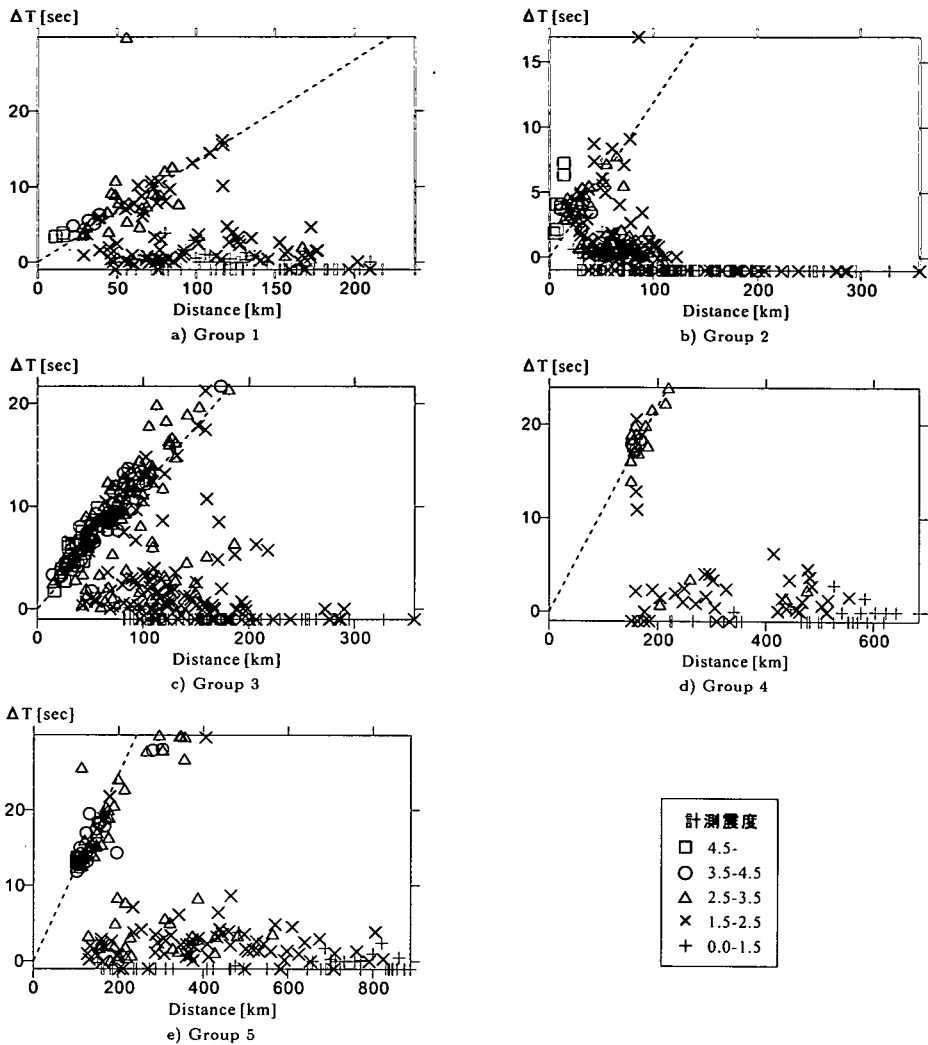 ΔT [sec]
20
10
0
0 50 100 150 200
Distance [km]
a) Group 1
ΔT [sec]
15
10
5
0
0 100 200 300
Distance [km]
b) Group 2
ΔT [sec]
20
10
0
0 100 200 300
Distance [km]
c) Group 3
ΔT [sec]
20
10
0
0 200 400 600
Distance [km]
d) Group 4
ΔT [sec]
20
10
0
0 200 400 600 800
Distance [km]
e) Group 5
計測震度
4.5-
3.5-4.5
2.5-3.5
1.5-2.5
0.0-1.5